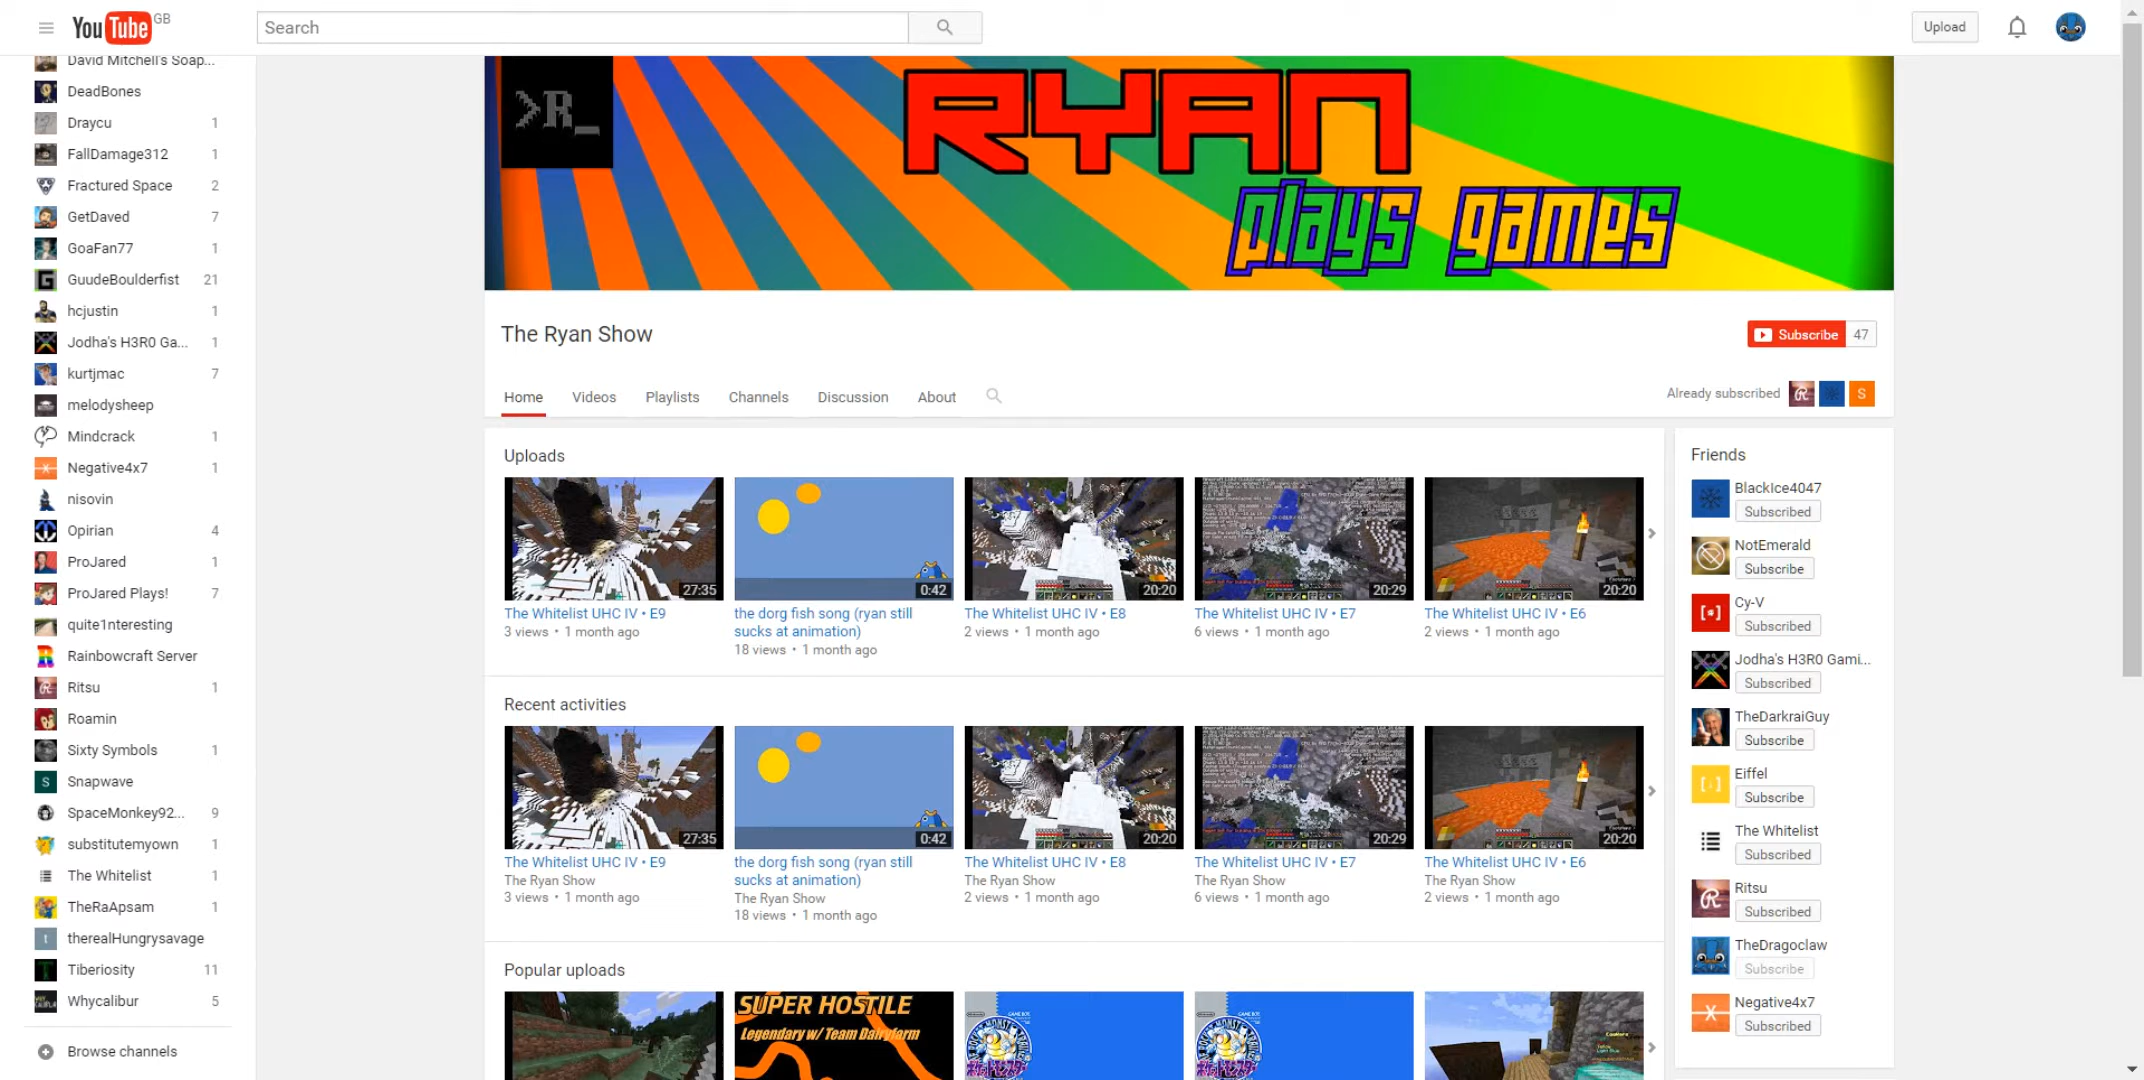 YouTube GB
Search
Upload
David Mitchell's Soap...
DeadBones
Draycu 1
FallDamage312 1
Fractured Space 2
GetDaved 7
GoaFan77 1
GuudeBoulderfist 21
hcjustin 1
Jodha's H3R0 Ga... 1
kurtjmac 7
melodysheep
Mindcrack 1
Negative4x7 1
nisovin
Opirian 4
ProJared 1
ProJared Plays! 7
quite1nteresting
Rainbowcraft Server
Ritsu 1
Roamin
Sixty Symbols 1
S Snapwave
SpaceMonkey92... 9
substitutemyown 1
The Whitelist 1
TheRaApsam 1
t therealHungrysavage
Tiberiosity 11
Whycalibur 5
Browse channels
>R_
RYAN
plays games
The Ryan Show
Subscribe 47
Home Videos Playlists Channels Discussion About
Already subscribed R S
Uploads
27:35
0:42
20:20
20:29
20:20
The Whitelist UHC IV • E9
3 views • 1 month ago
the dorg fish song (ryan still
sucks at animation)
18 views • 1 month ago
The Whitelist UHC IV • E8
2 views • 1 month ago
The Whitelist UHC IV • E7
6 views • 1 month ago
The Whitelist UHC IV • E6
2 views • 1 month ago
Recent activities
27:35
0:42
20:20
20:29
20:20
The Whitelist UHC IV • E9
The Ryan Show
3 views • 1 month ago
the dorg fish song (ryan still
sucks at animation)
The Ryan Show
18 views • 1 month ago
The Whitelist UHC IV • E8
The Ryan Show
2 views • 1 month ago
The Whitelist UHC IV • E7
The Ryan Show
6 views • 1 month ago
The Whitelist UHC IV • E6
The Ryan Show
2 views • 1 month ago
Popular uploads
SUPER HOSTILE
Legendary w/ Team Dairyfarm
GAME BOY
GAME BOY
Friends
BlackIce4047
Subscribed
NotEmerald
Subscribe
Cy-V
Subscribed
Jodha's H3R0 Gami...
Subscribed
TheDarkraiGuy
Subscribe
Eiffel
Subscribe
The Whitelist
Subscribed
Ritsu
Subscribed
TheDragoclaw
Subscribe
Negative4x7
Subscribed